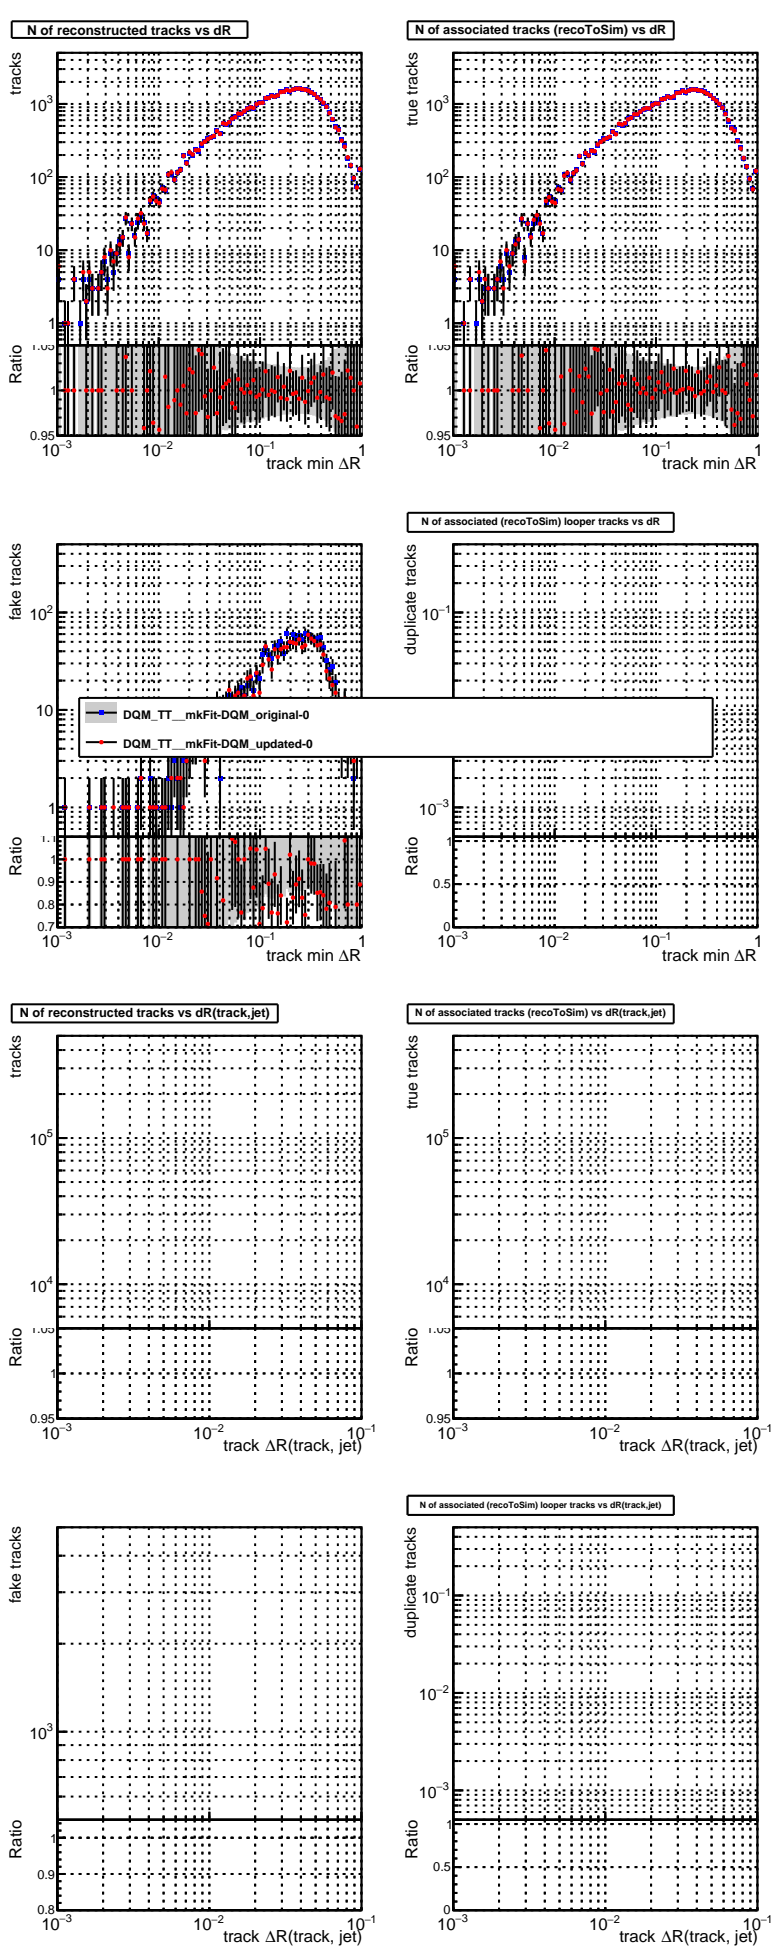 N of reconstructed tracks vs dR
tracks
10³
10²
10
1
Ratio
1.05
1
0.95
10⁻³
10⁻²
10⁻¹
1
track min ΔR
N of associated tracks (recoToSim) vs dR
true tracks
10³
10²
10
1
Ratio
1.05
1
0.95
10⁻³
10⁻²
10⁻¹
1
track min ΔR
fake tracks
10²
10
1
Ratio
1.1
1
0.9
0.8
0.7
10⁻³
10⁻²
10⁻¹
1
track min ΔR
N of associated (recoToSim) looper tracks vs dR
duplicate tracks
10⁻¹
10⁻³
Ratio
1
0.5
0
10⁻³
10⁻²
10⁻¹
1
track min ΔR
DQM_TT__mkFit-DQM_original-0
DQM_TT__mkFit-DQM_updated-0
N of reconstructed tracks vs dR(track,jet)
tracks
10⁵
10⁴
Ratio
1.05
1
0.95
10⁻³
10⁻²
10⁻¹
track ΔR(track, jet)
N of associated tracks (recoToSim) vs dR(track,jet)
true tracks
10⁵
10⁴
Ratio
1.05
1
0.95
10⁻³
10⁻²
10⁻¹
track ΔR(track, jet)
fake tracks
10³
Ratio
1
0.9
0.8
10⁻³
10⁻²
10⁻¹
track ΔR(track, jet)
N of associated (recoToSim) looper tracks vs dR(track,jet)
duplicate tracks
10⁻¹
10⁻²
10⁻³
Ratio
1
0.5
0
10⁻³
10⁻²
10⁻¹
track ΔR(track, jet)